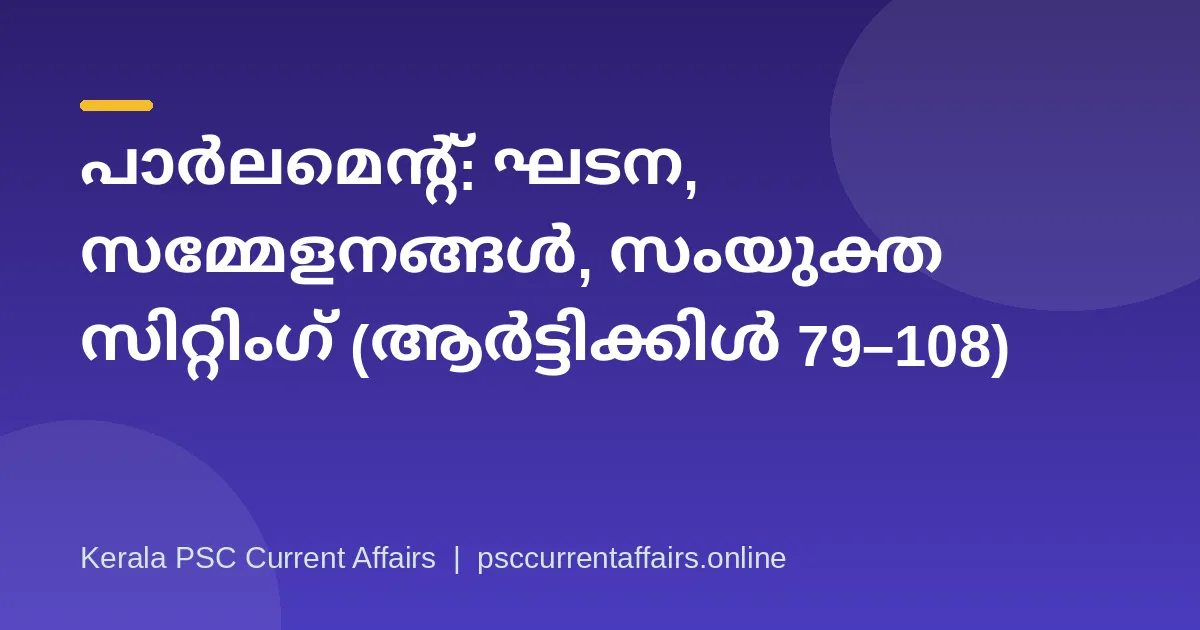 പാർലമെന്റ്: ഘടന,
സമ്മേളനങ്ങൾ, സംയുക്ത
സിറ്റിംഗ് (ആർട്ടിക്കിൾ 79–108)
Kerala PSC Current Affairs | psccurrentaffairs.online